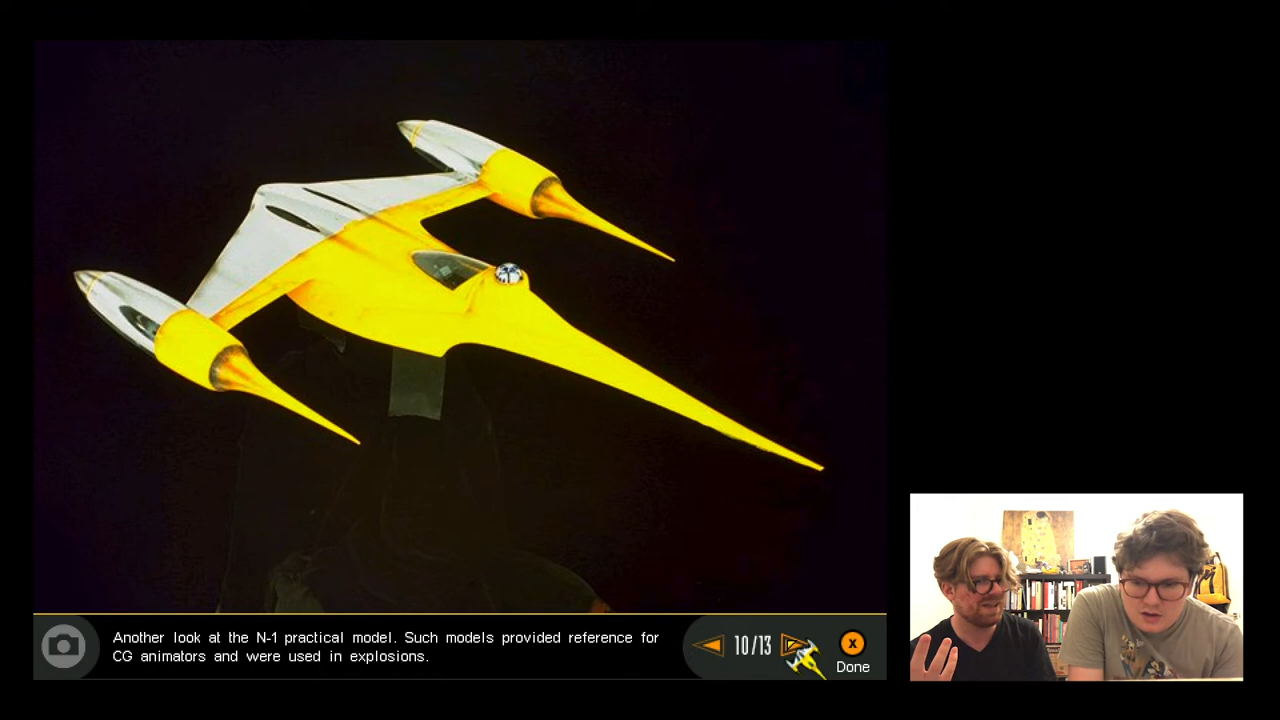 Another look at the N-1 practical model. Such models provided reference for
CG animators and were used in explosions.
10/13
X
Done